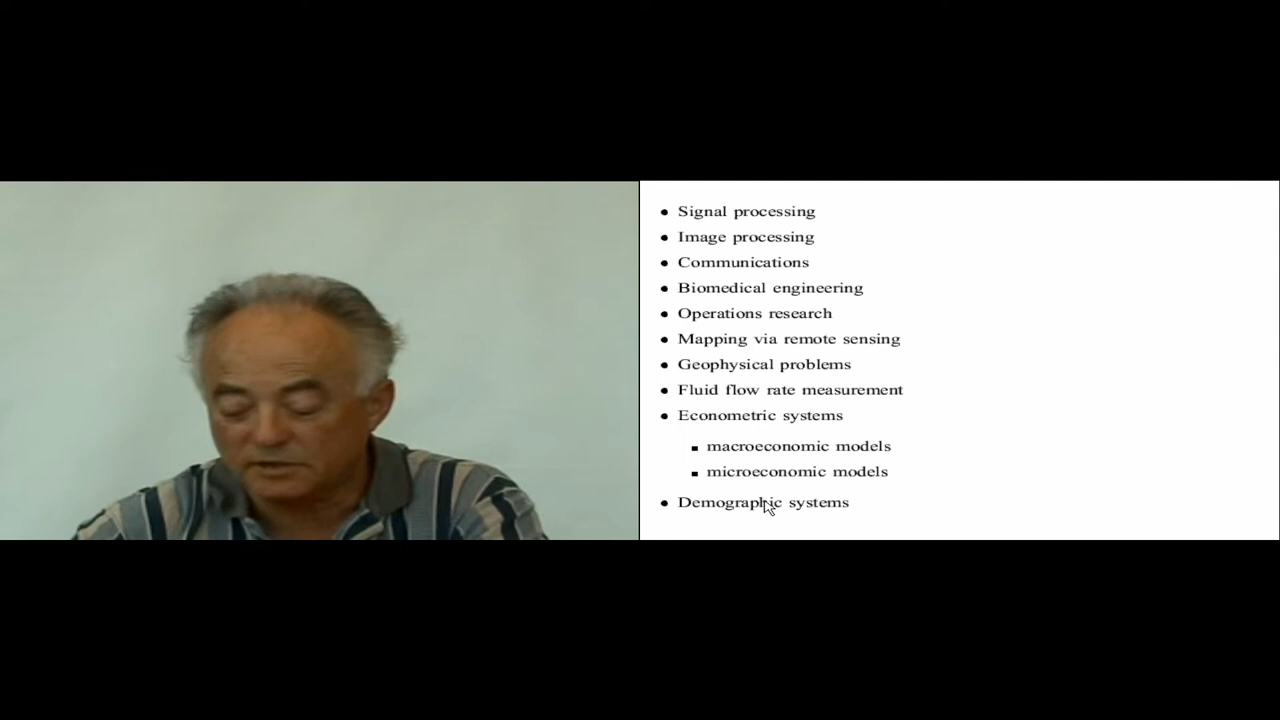 • Signal processing
• Image processing
• Communications
• Biomedical engineering
• Operations research
• Mapping via remote sensing
• Geophysical problems
• Fluid flow rate measurement
• Econometric systems
▪ macroeconomic models
▪ microeconomic models
• Demographic systems